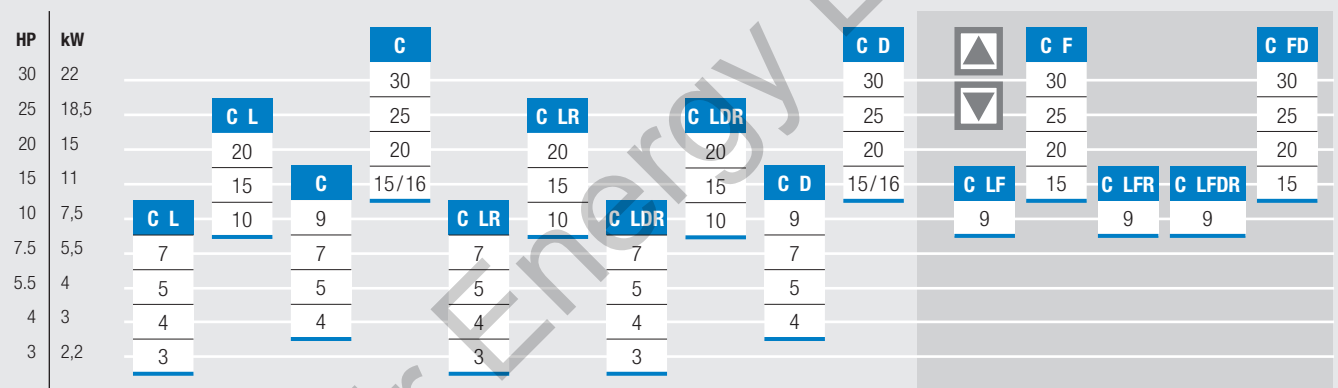 HP kW C C D C F C FD
30 22 30 30 30 30
25 18,5 C L 25 C LR C LDR 25 25 25
20 15 20 20 20 20 20 20 20
15 11 15 C 15/16 15 15 C D 15/16 C LF 15 C LFR C LFDR 15
10 7,5 C L 10 9 C LR 10 C LDR 10 9 9 9 9
7.5 5,5 7 7 7 7 7
5.5 4 5 5 5 5 5
4 3 4 4 4 4 4
3 2,2 3 3 3
r Energy